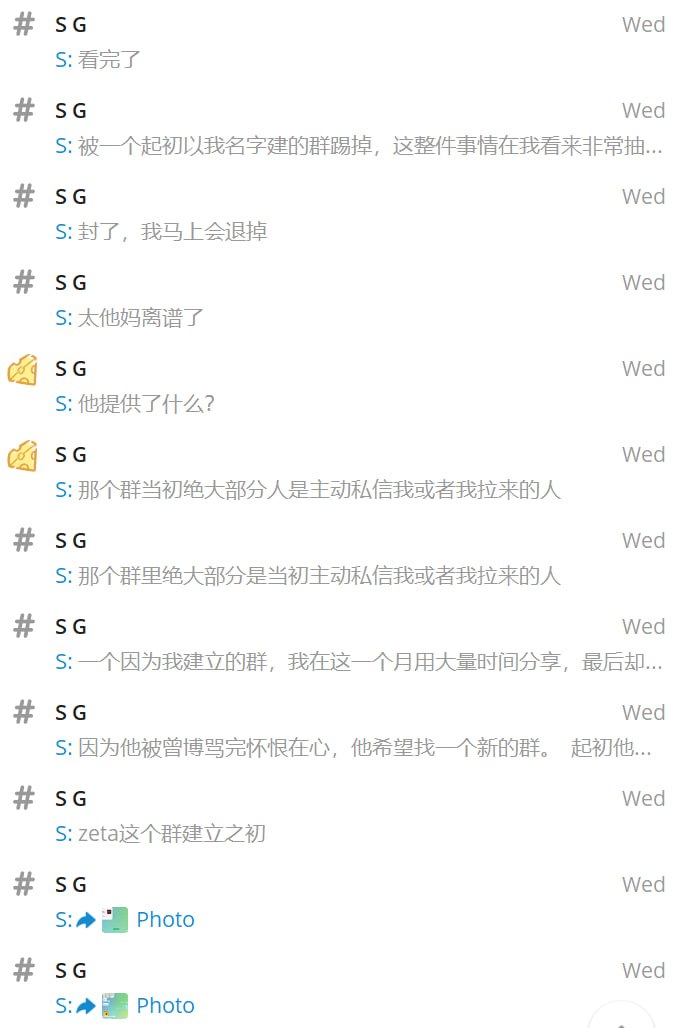 S G Wed
S: 看完了
S G Wed
S: 被一个起初以我名字建的群踢掉，这整件事情在我看来非常抽...
S G Wed
S: 封了，我马上会退掉
S G Wed
S: 太他妈离谱了
S G Wed
S: 他提供了什么？
S G Wed
S: 那个群当初绝大部分人是主动私信我或者我拉来的人
S G Wed
S: 那个群里绝大部分是当初主动私信我或者我拉来的人
S G Wed
S: 一个因为我建立的群，我在这一个月用大量时间分享，最后却...
S G Wed
S: 因为他被曾博骂完怀恨在心，他希望找一个新的群。 起初他...
S G Wed
S: zeta这个群建立之初
S G Wed
S: Photo
S G Wed
S: Photo